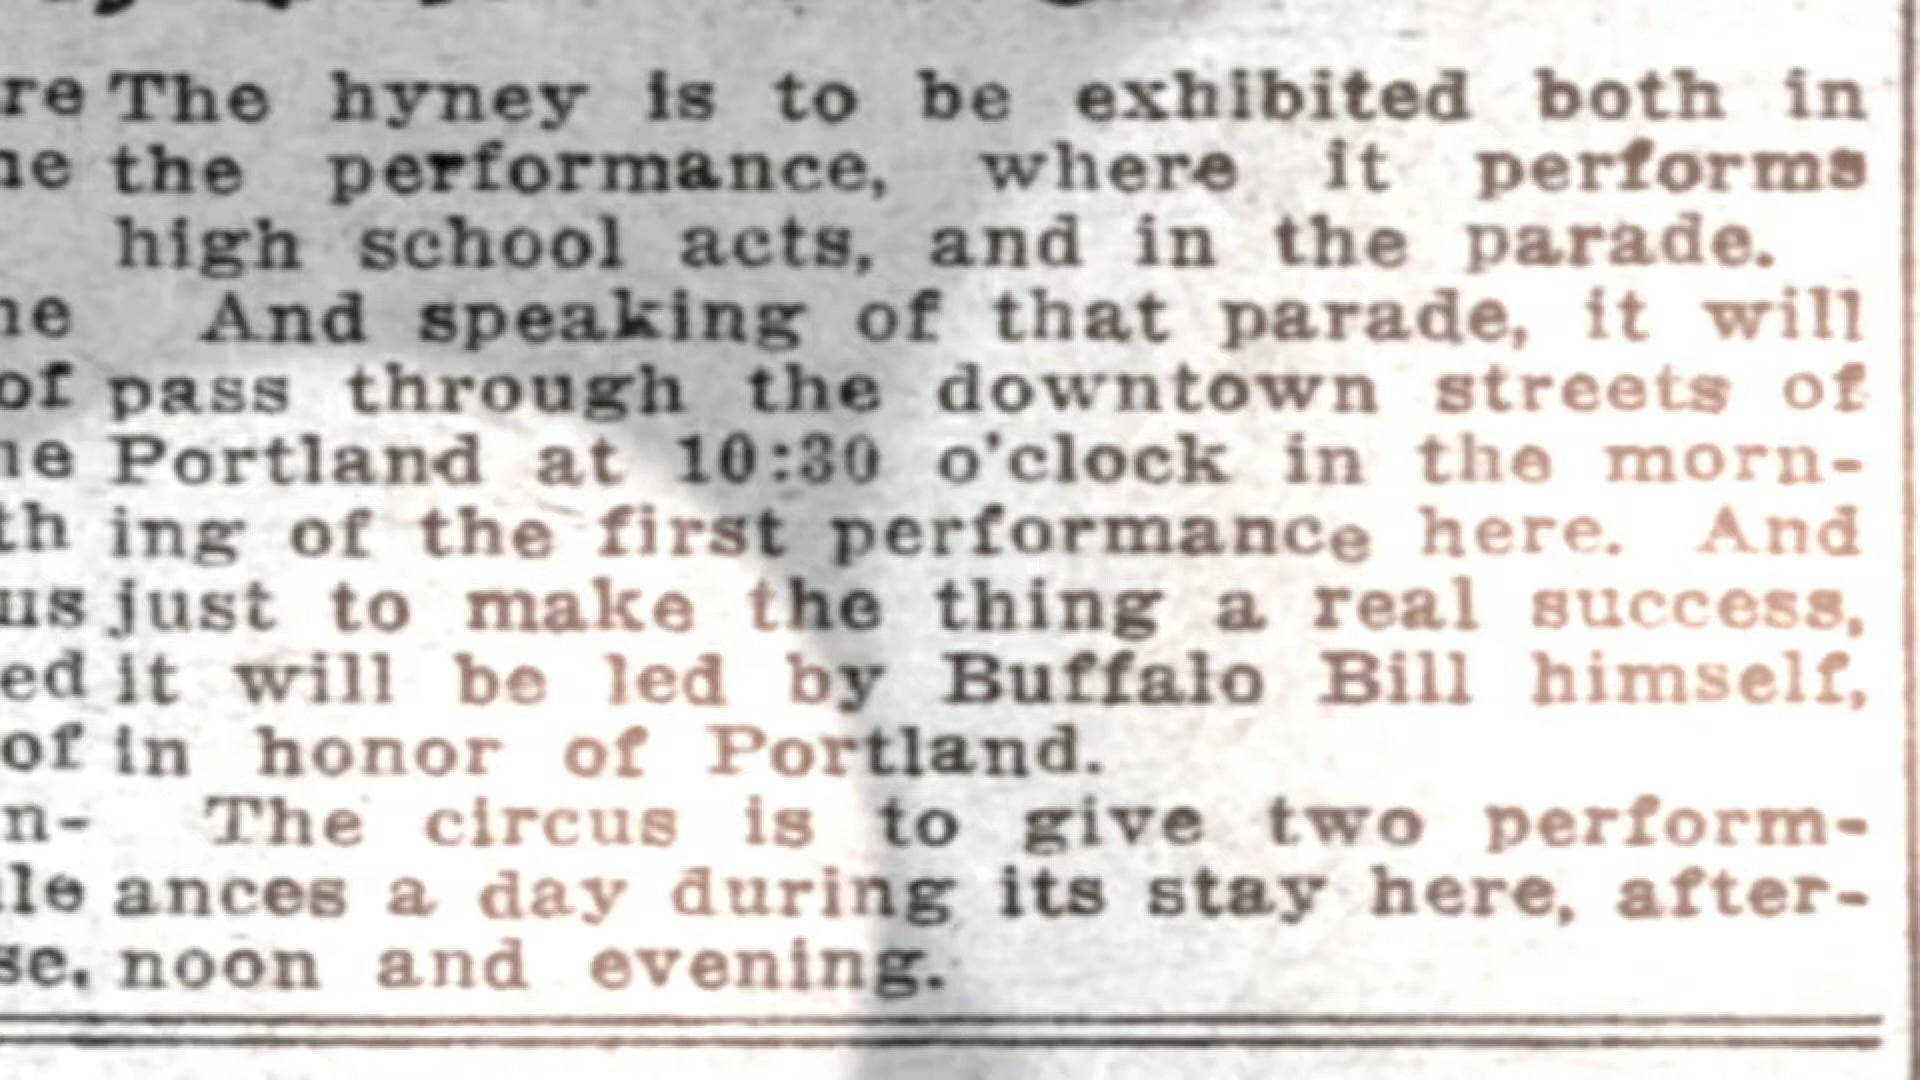 re The hyney is to be exhibited both in
he the performance, where it performs
high school acts, and in the parade.
he And speaking of that parade, it will
of pass through the downtown streets of
he Portland at 10:30 o'clock in the morn-
th ing of the first performance here. And
us just to make the thing a real success,
ed it will be led by Buffalo Bill himself,
of in honor of Portland.
n- The circus is to give two perform-
le ances a day during its stay here, after-
se, noon and evening.